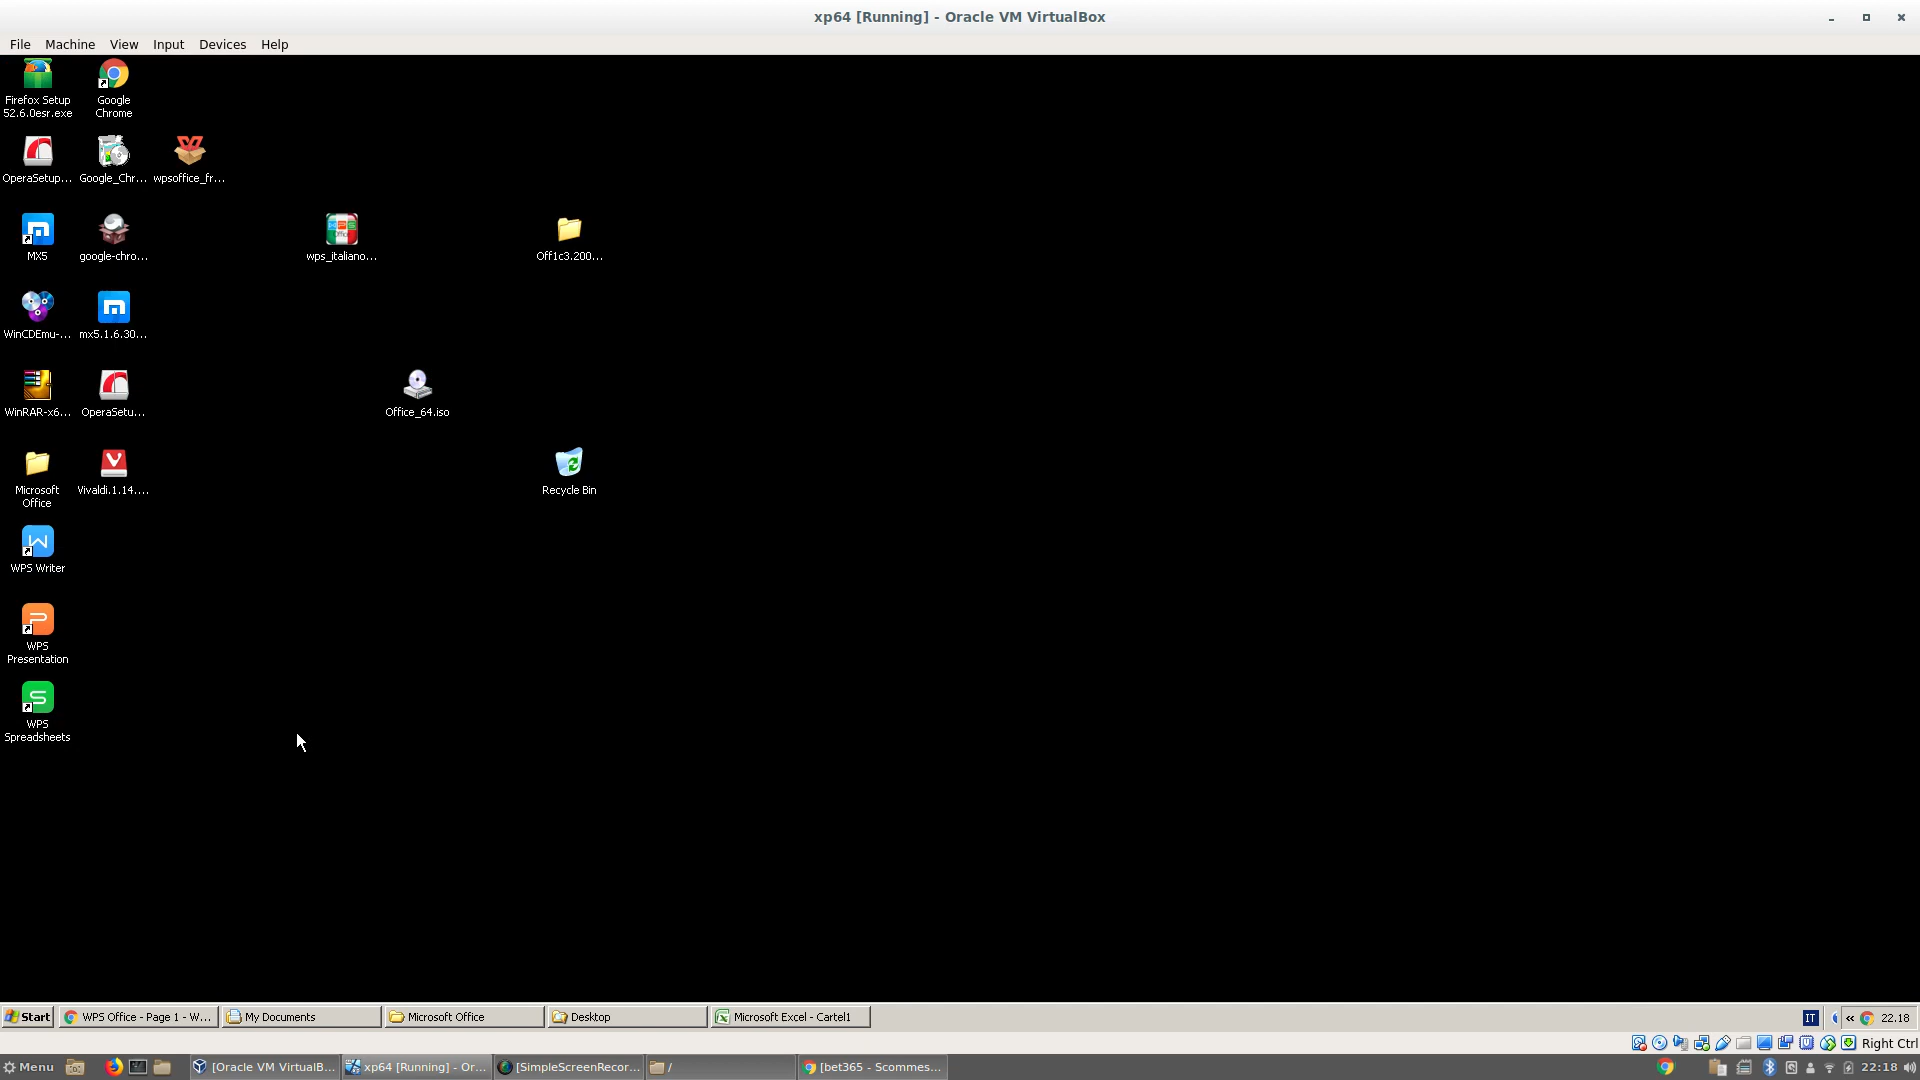 xp64 [Running] - Oracle VM VirtualBox
File Machine View Input Devices Help
Firefox Setup
52.6.0esr.exe
Google
Chrome
OperaSetup...
Google_Chr...
wpsoffice_fr...
MX5
google-chro...
wps_italiano...
Off1c3.200...
WinCDEmu-...
mx5.1.6.30...
WinRAR-x6...
OperaSetu...
Office_64.iso
Microsoft
Office
Vivaldi.1.14....
Recycle Bin
WPS Writer
WPS
Presentation
WPS
Spreadsheets
Start
WPS Office - Page 1 - W...
My Documents
Microsoft Office
Desktop
Microsoft Excel - Cartel1
IT
«
22.18
Right Ctrl
Menu
[Oracle VM VirtualB...
xp64 [Running] - Or...
[SimpleScreenRecor...
/
[bet365 - Scommes...
22:18